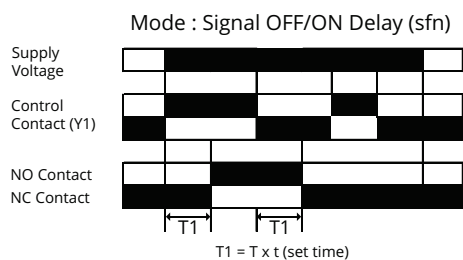 Mode : Signal OFF/ON Delay (sfn)
Supply
Voltage
Control
Contact (Y1)
NO Contact
NC Contact
T1 T1
T1 = T x t (set time)